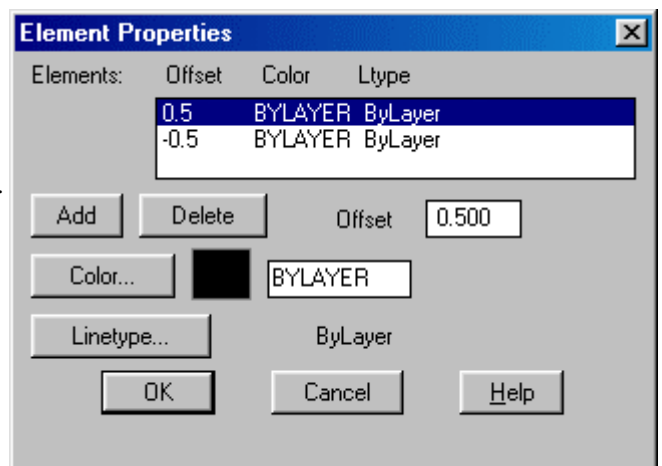 Element Properties
Elements: Offset Color Ltype
0.5 BYLAYER ByLayer
-0.5 BYLAYER ByLayer
Add Delete Offset 0.500
Color... BYLAYER
Linetype... ByLayer
OK Cancel Help